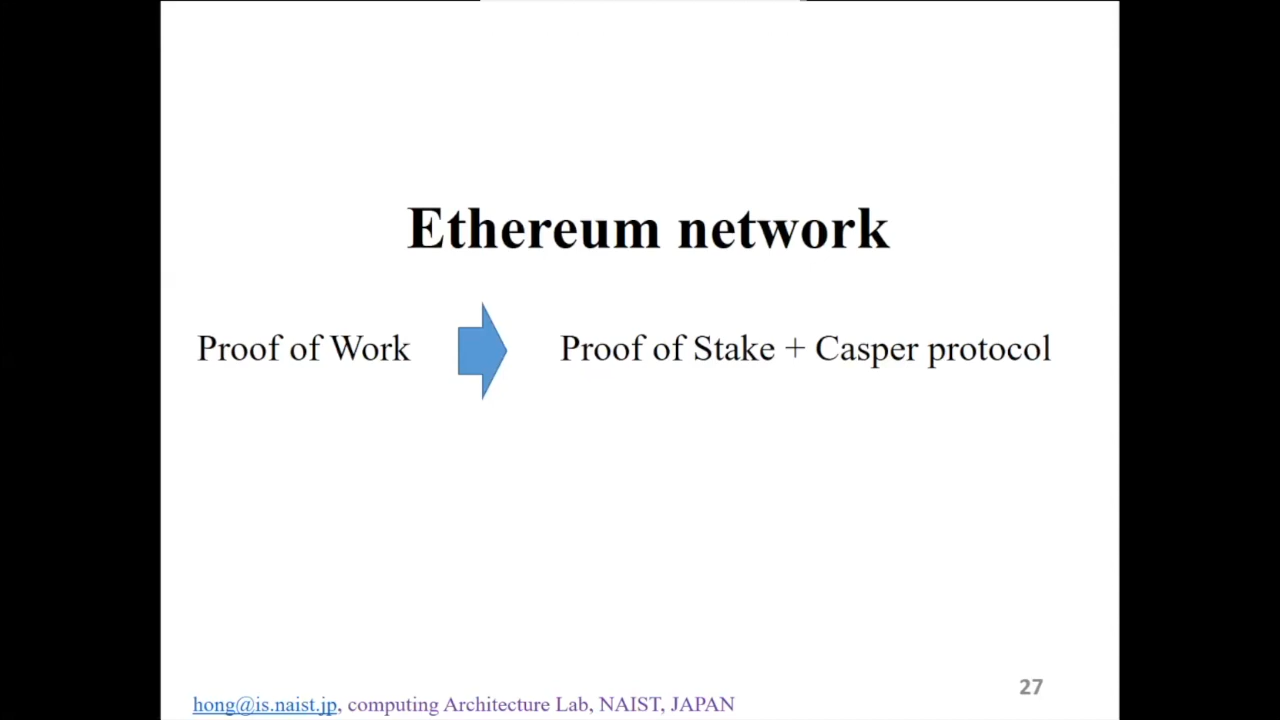 Ethereum network
Proof of Work
Proof of Stake + Casper protocol
27
hong@is.naist.jp, computing Architecture Lab, NAIST, JAPAN